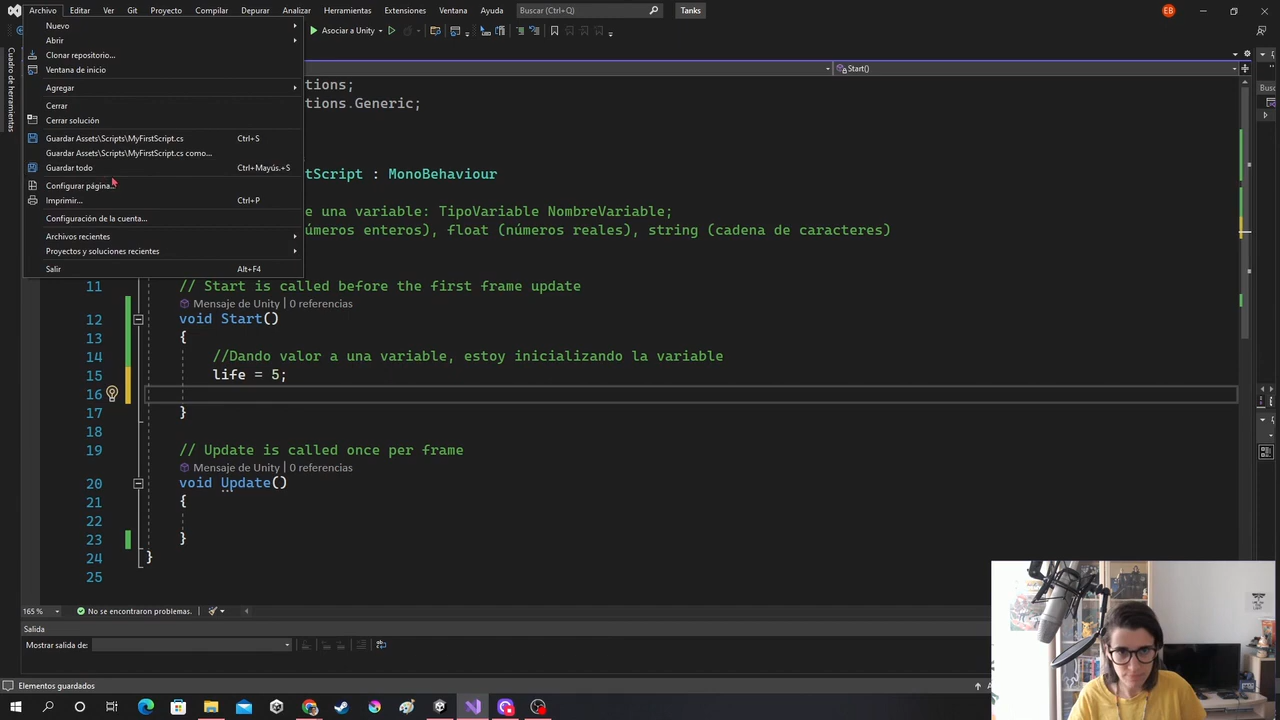 Archivo Editar Ver Git Proyecto Compilar Depurar Analizar Herramientas Extensiones Ventana Ayuda Buscar (Ctrl+Q) Tanks EB
Nuevo
Asociar a Unity
Abrir
Clonar repositorio...
Ventana de inicio
Start()
Cuadro de herramientas
Agregar
tions;
Busc
Cerrar
tions.Generic;
Cerrar solución
Guardar Assets\Scripts\MyFirstScript.cs Ctrl+S
Guardar Assets\Scripts\MyFirstScript.cs como...
Guardar todo Ctrl+Mayús.+S
stScript : MonoBehaviour
Configurar página...
Imprimir... Ctrl+P
e una variable: TipoVariable NombreVariable;
Configuración de la cuenta...
úmeros enteros), float (números reales), string (cadena de caracteres)
Archivos recientes
Proyectos y soluciones recientes
Salir Alt+F4
11 // Start is called before the first frame update
Mensaje de Unity | 0 referencias
12 void Start()
13 {
14 //Dando valor a una variable, estoy inicializando la variable
15 life = 5;
16
17 }
18
19 // Update is called once per frame
Mensaje de Unity | 0 referencias
20 void Update()
21 {
22
23 }
24 }
25
165 % No se encontraron problemas.
Salida
Mostrar salida de:
Elementos guardados